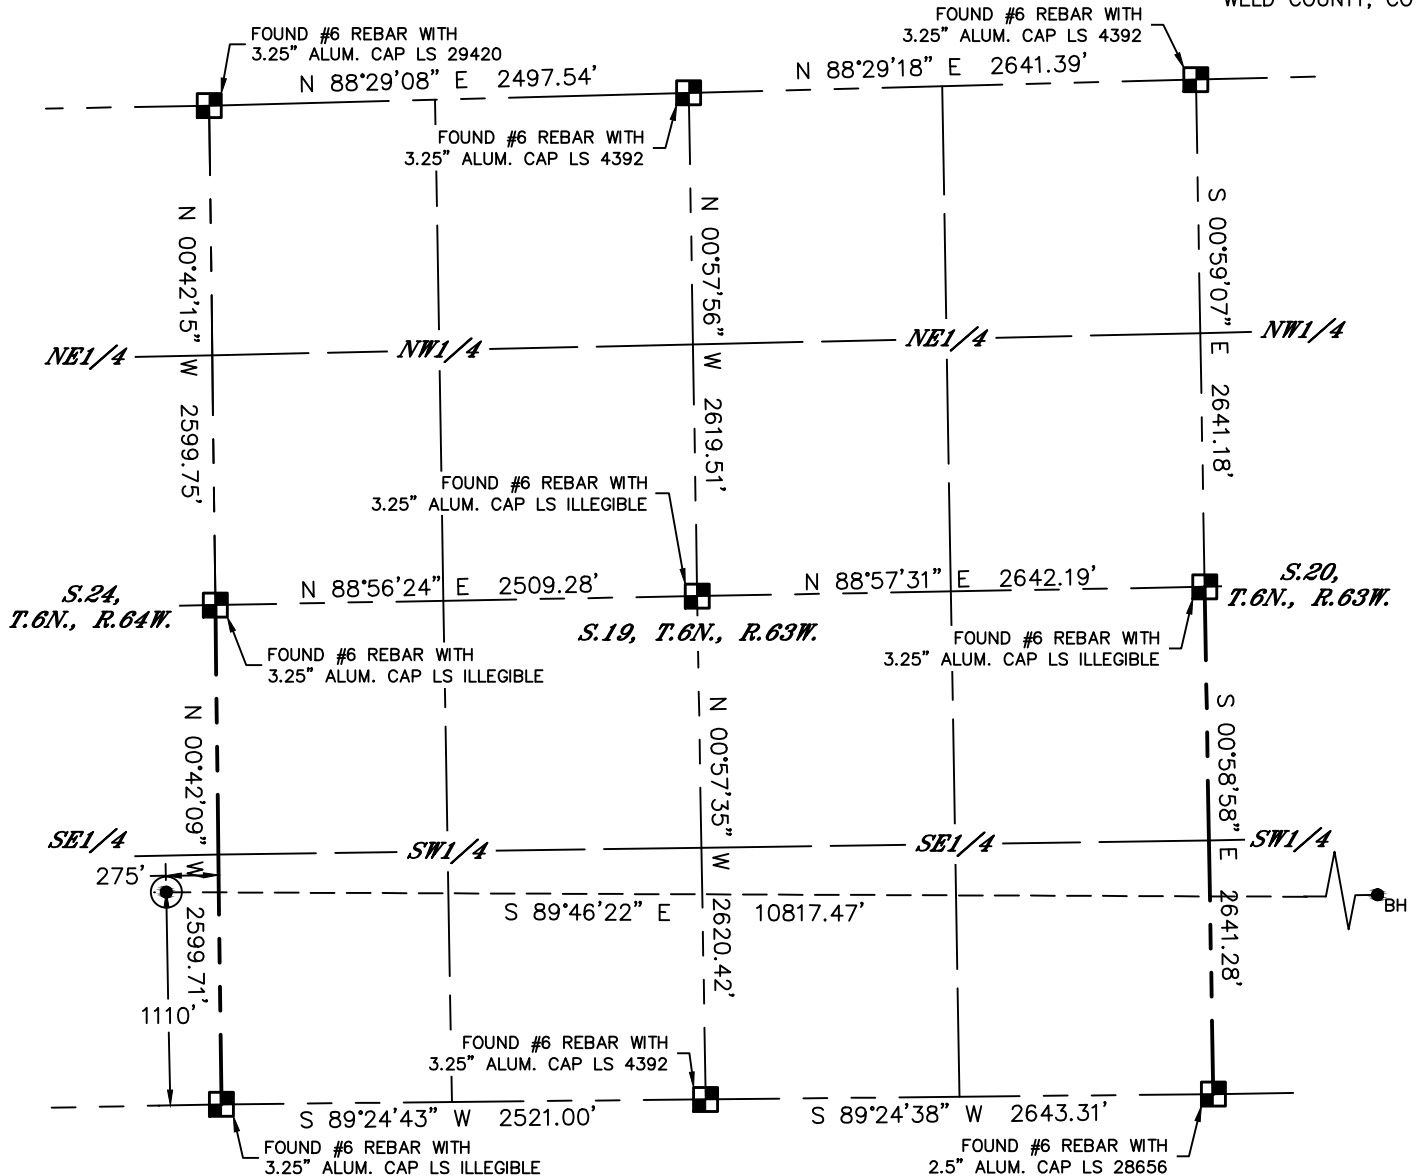 WELD COUNTY, CO
FOUND #6 REBAR WITH
3.25" ALUM. CAP LS 4392
FOUND #6 REBAR WITH
3.25" ALUM. CAP LS 29420
N 88°29'08" E 2497.54'
N 88°29'18" E 2641.39'
FOUND #6 REBAR WITH
3.25" ALUM. CAP LS 4392
N 00°42'15" W 2599.75'
N 00°57'56" W 2619.51'
S 00°59'07" E 2641.18'
NE1/4
NW1/4
NE1/4
NW1/4
FOUND #6 REBAR WITH
3.25" ALUM. CAP LS ILLEGIBLE
S.24,
T.6N., R.64W.
N 88°56'24" E 2509.28'
N 88°57'31" E 2642.19'
S.20,
T.6N., R.63W.
S.19, T.6N., R.63W.
FOUND #6 REBAR WITH
3.25" ALUM. CAP LS ILLEGIBLE
FOUND #6 REBAR WITH
3.25" ALUM. CAP LS ILLEGIBLE
N 00°42'09" W 2599.71'
N 00°57'35" W 2620.42'
S 00°58'58" E 2641.28'
SE1/4
SW1/4
SE1/4
SW1/4
275'
S 89°46'22" E 10817.47'
BH
1110'
FOUND #6 REBAR WITH
3.25" ALUM. CAP LS 4392
S 89°24'43" W 2521.00'
S 89°24'38" W 2643.31'
FOUND #6 REBAR WITH
3.25" ALUM. CAP LS ILLEGIBLE
FOUND #6 REBAR WITH
2.5" ALUM. CAP LS 28656